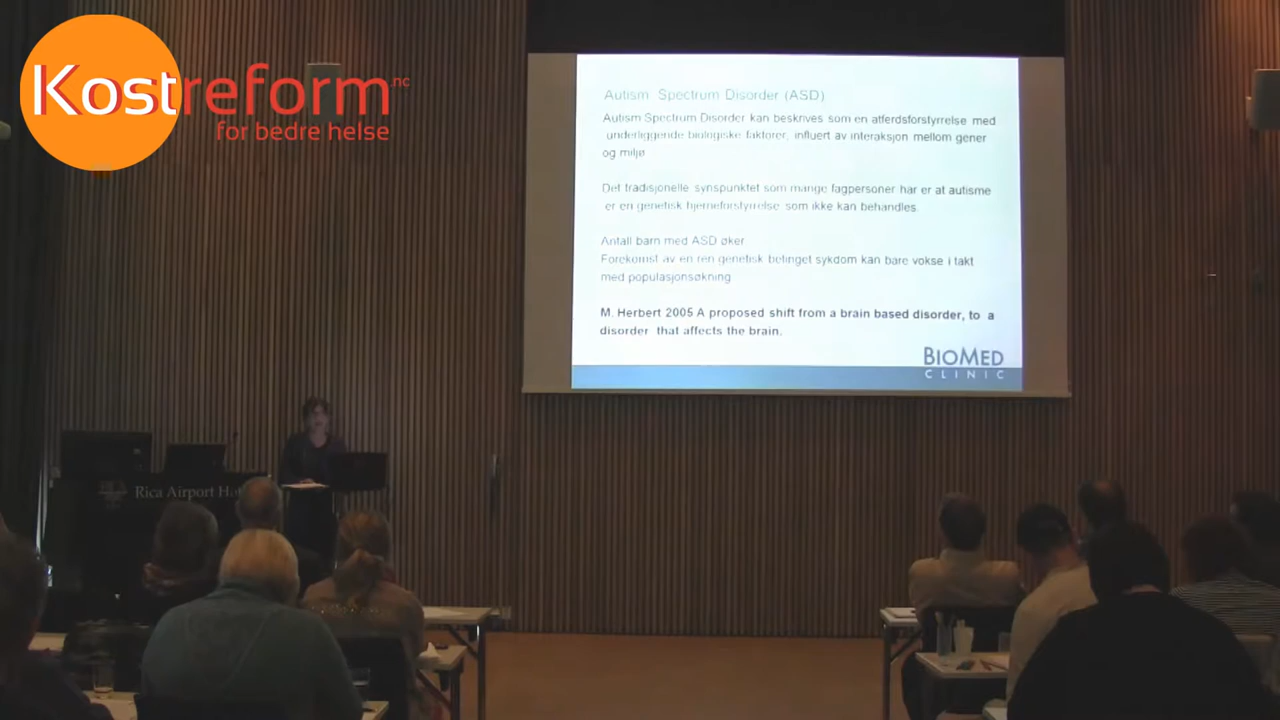 Kostreform.nc
for bedre helse
Autism Spectrum Disorder (ASD)
Autism Spectrum Disorder kan beskrives som en atferdsforstyrrelse med
underliggende biologiske faktorer, influert av interaksjon mellom gener
og miljø
Det tradisjonelle synspunktet som mange fagpersoner har er at autisme
er en genetisk hjerneforstyrrelse som ikke kan behandles.
Antall barn med ASD øker
Forekomst av en ren genetisk betinget sykdom kan bare vokse i takt
med populasjonsøkning
M. Herbert 2005 A proposed shift from a brain based disorder, to a
disorder that affects the brain.
BIOMED
CLINIC
Rica Airport